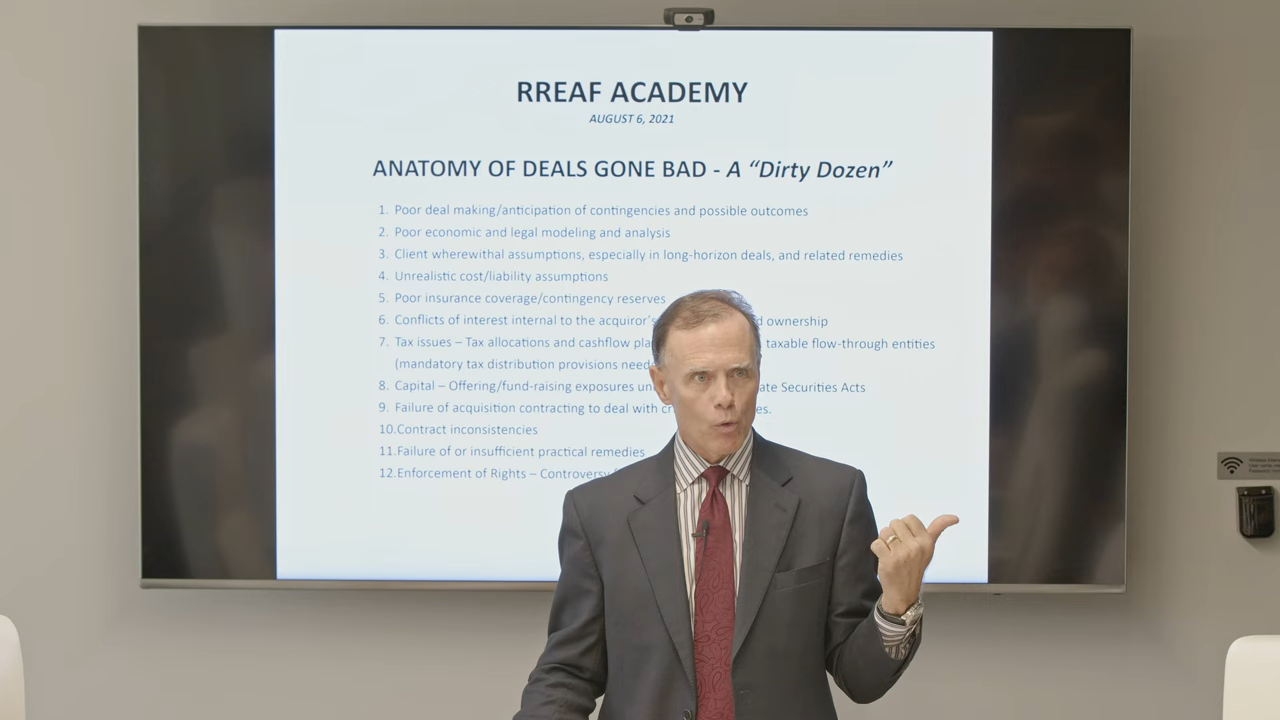 RREAF ACADEMY
AUGUST 6, 2021
ANATOMY OF DEALS GONE BAD - A “Dirty Dozen”
1. Poor deal making/anticipation of contingencies and possible outcomes
2. Poor economic and legal modeling and analysis
3. Client wherewithal assumptions, especially in long-horizon deals, and related remedies
4. Unrealistic cost/liability assumptions
5. Poor insurance coverage/contingency reserves
6. Conflicts of interest internal to the acquiror’s ownership
7. Tax issues – Tax allocations and cashflow taxable flow-through entities
(mandatory tax distribution provisions
8. Capital – Offering/fund-raising exposures Securities Acts
9. Failure of acquisition contracting to deal with
10.Contract inconsistencies
11.Failure of or insufficient practical remedies
12.Enforcement of Rights – Controversy